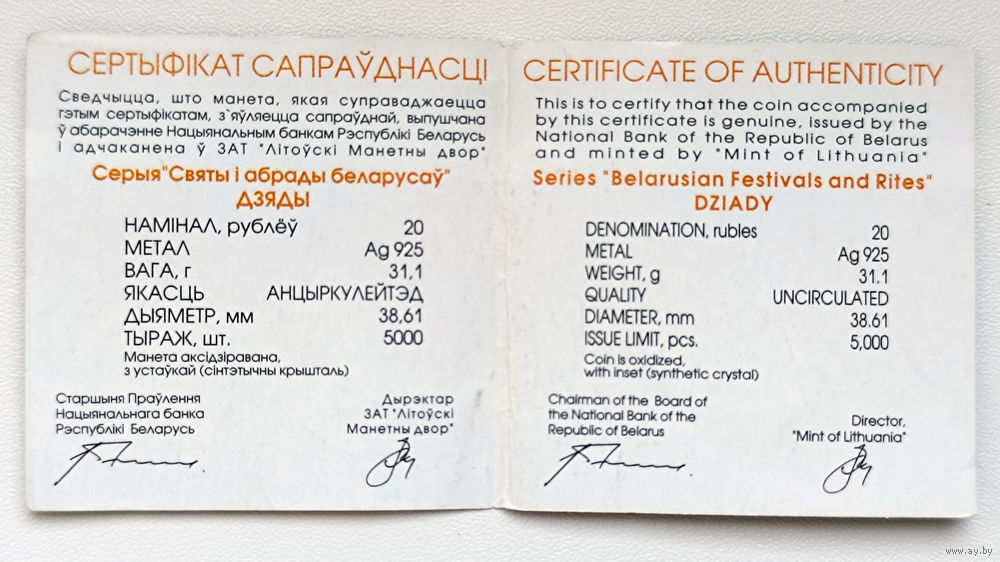 СЕРТЫФІКАТ САПРАЎДНАСЦІ
Сведчыцца, што манета, якая суправаджаецца
гэтым сертыфікатам, з`яўляецца сапраўднай, выпушчана
ў абарачэнне Нацыянальным банкам Рэспублікі Беларусь
і адчаканена ў ЗАТ "Літоўскі Манетны двор"
Серыя"Святы і абрады беларусаў"
ДЗЯДЫ
НАМІНАЛ, рублёў 20
МЕТАЛ Ag 925
ВАГА, г 31,1
ЯКАСЦЬ АНЦЫРКУЛЕЙТЭД
ДЫЯМЕТР, мм 38,61
ТЫРАЖ, шт. 5000
Манета аксідзіравана,
з устаўкай (сінтэтычны крышталь)
Старшыня Праўлення
Нацыянальнага банка
Рэспублікі Беларусь
Дырэктар
ЗАТ "Літоўскі
Манетны двор"
CERTIFICATE OF AUTHENTICITY
This is to certify that the coin accompanied
by this certificate is genuine, issued by the
National Bank of the Republic of Belarus
and minted by "Mint of Lithuania"
Series "Belarusian Festivals and Rites"
DZIADY
DENOMINATION, rubles 20
METAL Ag 925
WEIGHT, g 31.1
QUALITY UNCIRCULATED
DIAMETER, mm 38.61
ISSUE LIMIT, pcs. 5,000
Coin is oxidized,
with inset (synthetic crystal)
Chairman of the Board of
the National Bank of the
Republic of Belarus
Director,
"Mint of Lithuania"
www.ay.by